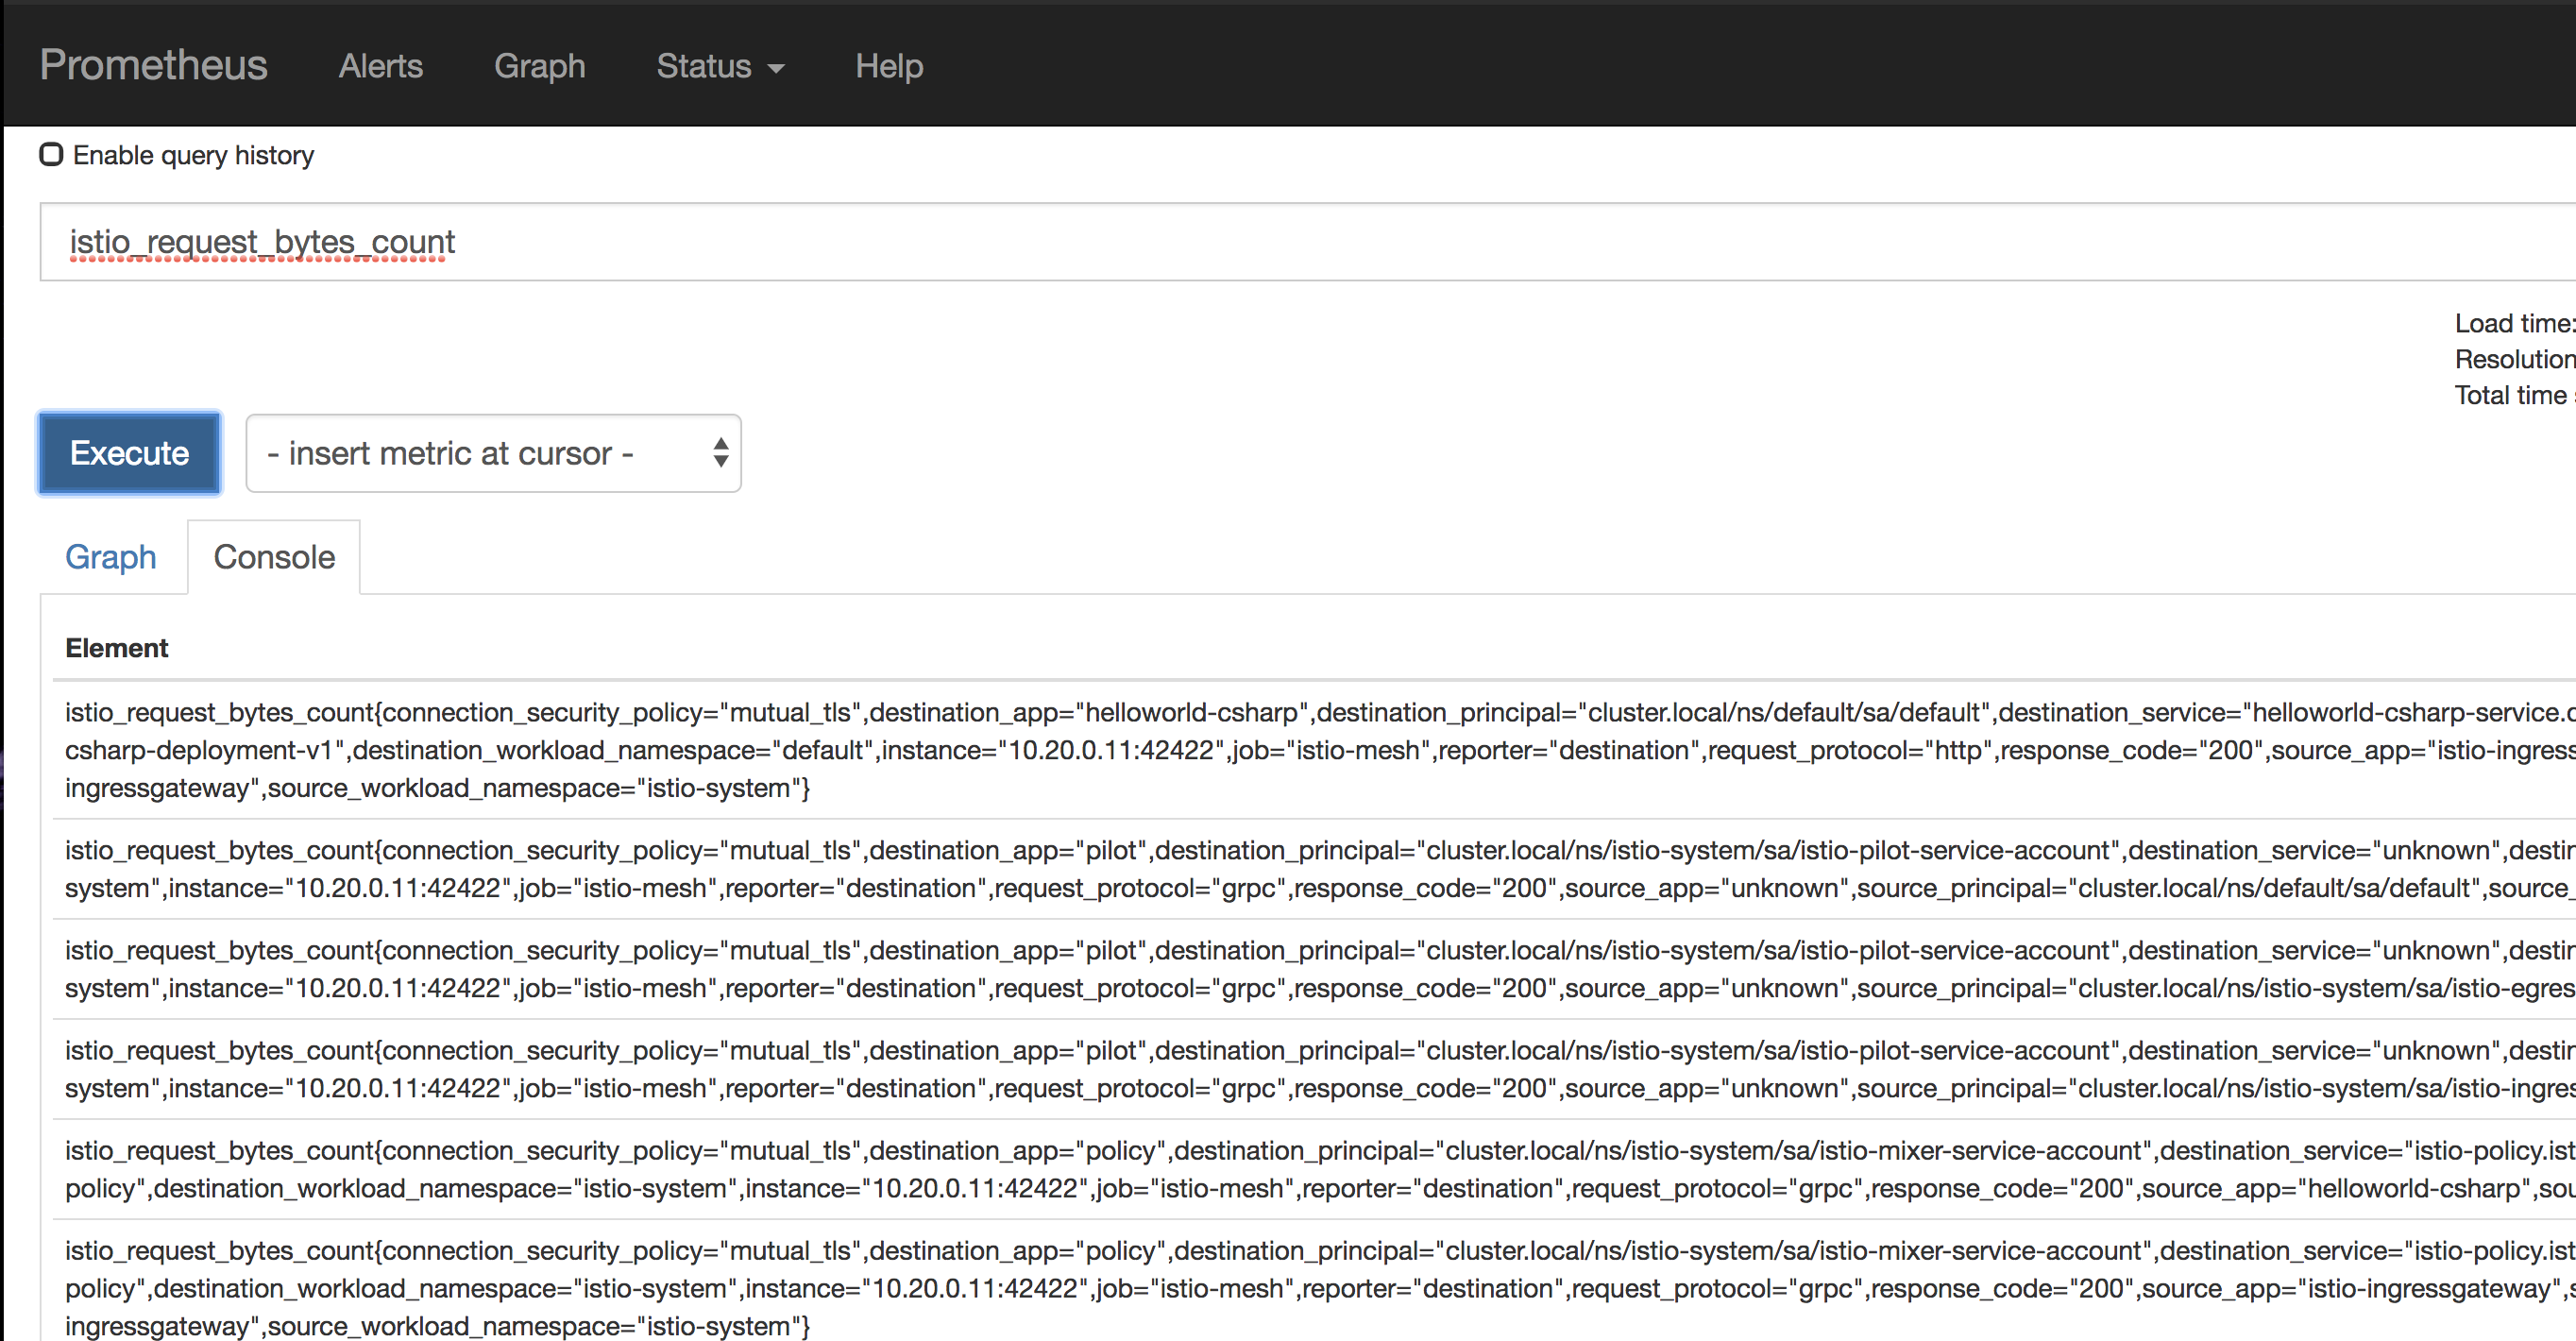 Prometheus Alerts Graph Status Help
Enable query history
istio_request_bytes_count
Load time:
Resolution
Total time
Execute - insert metric at cursor -
Graph Console
Element
istio_request_bytes_count{connection_security_policy="mutual_tls",destination_app="helloworld-csharp",destination_principal="cluster.local/ns/default/sa/default",destination_service="helloworld-csharp-service.
csharp-deployment-v1",destination_workload_namespace="default",instance="10.20.0.11:42422",job="istio-mesh",reporter="destination",request_protocol="http",response_code="200",source_app="istio-ingress
ingressgateway",source_workload_namespace="istio-system"}
istio_request_bytes_count{connection_security_policy="mutual_tls",destination_app="pilot",destination_principal="cluster.local/ns/istio-system/sa/istio-pilot-service-account",destination_service="unknown",destin
system",instance="10.20.0.11:42422",job="istio-mesh",reporter="destination",request_protocol="grpc",response_code="200",source_app="unknown",source_principal="cluster.local/ns/default/sa/default",source_
istio_request_bytes_count{connection_security_policy="mutual_tls",destination_app="pilot",destination_principal="cluster.local/ns/istio-system/sa/istio-pilot-service-account",destination_service="unknown",destin
system",instance="10.20.0.11:42422",job="istio-mesh",reporter="destination",request_protocol="grpc",response_code="200",source_app="unknown",source_principal="cluster.local/ns/istio-system/sa/istio-egres
istio_request_bytes_count{connection_security_policy="mutual_tls",destination_app="pilot",destination_principal="cluster.local/ns/istio-system/sa/istio-pilot-service-account",destination_service="unknown",destin
system",instance="10.20.0.11:42422",job="istio-mesh",reporter="destination",request_protocol="grpc",response_code="200",source_app="unknown",source_principal="cluster.local/ns/istio-system/sa/istio-ingres
istio_request_bytes_count{connection_security_policy="mutual_tls",destination_app="policy",destination_principal="cluster.local/ns/istio-system/sa/istio-mixer-service-account",destination_service="istio-policy.ist
policy",destination_workload_namespace="istio-system",instance="10.20.0.11:42422",job="istio-mesh",reporter="destination",request_protocol="grpc",response_code="200",source_app="helloworld-csharp",sou
istio_request_bytes_count{connection_security_policy="mutual_tls",destination_app="policy",destination_principal="cluster.local/ns/istio-system/sa/istio-mixer-service-account",destination_service="istio-policy.ist
policy",destination_workload_namespace="istio-system",instance="10.20.0.11:42422",job="istio-mesh",reporter="destination",request_protocol="grpc",response_code="200",source_app="istio-ingressgateway",
ingressgateway",source_workload_namespace="istio-system"}